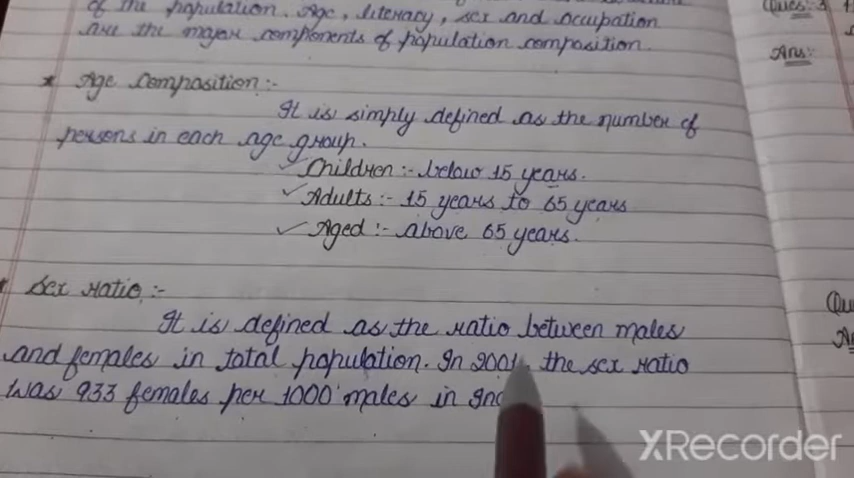 of the population. Age, literacy, sex and occupation
are the major components of population composition.
* Age Composition :-
It is simply defined as the number of
persons in each age group.
✓ Children :- below 15 years.
✓ Adults :- 15 years to 65 years
✓ Aged :- above 65 years.
Sex ratio :-
It is defined as the ratio between males
and females in total population. In 2001, the sex ratio
was 933 females per 1000 males in
Ques:-3
Ans:-
XRecorder